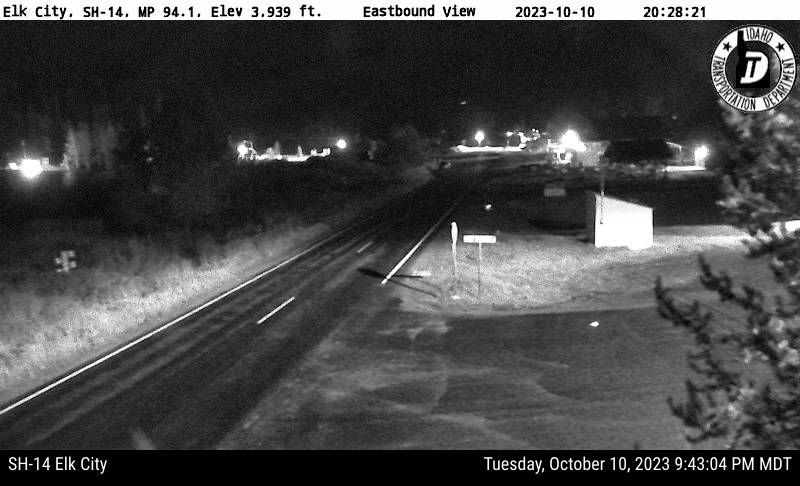 Elk City, SH-14, MP 94.1, Elev 3,939 ft. Eastbound View 2023-10-10 20:28:21
IDAHO
TRANSPORTATION DEPARTMENT
SH-14 Elk City Tuesday, October 10, 2023 9:43:04 PM MDT